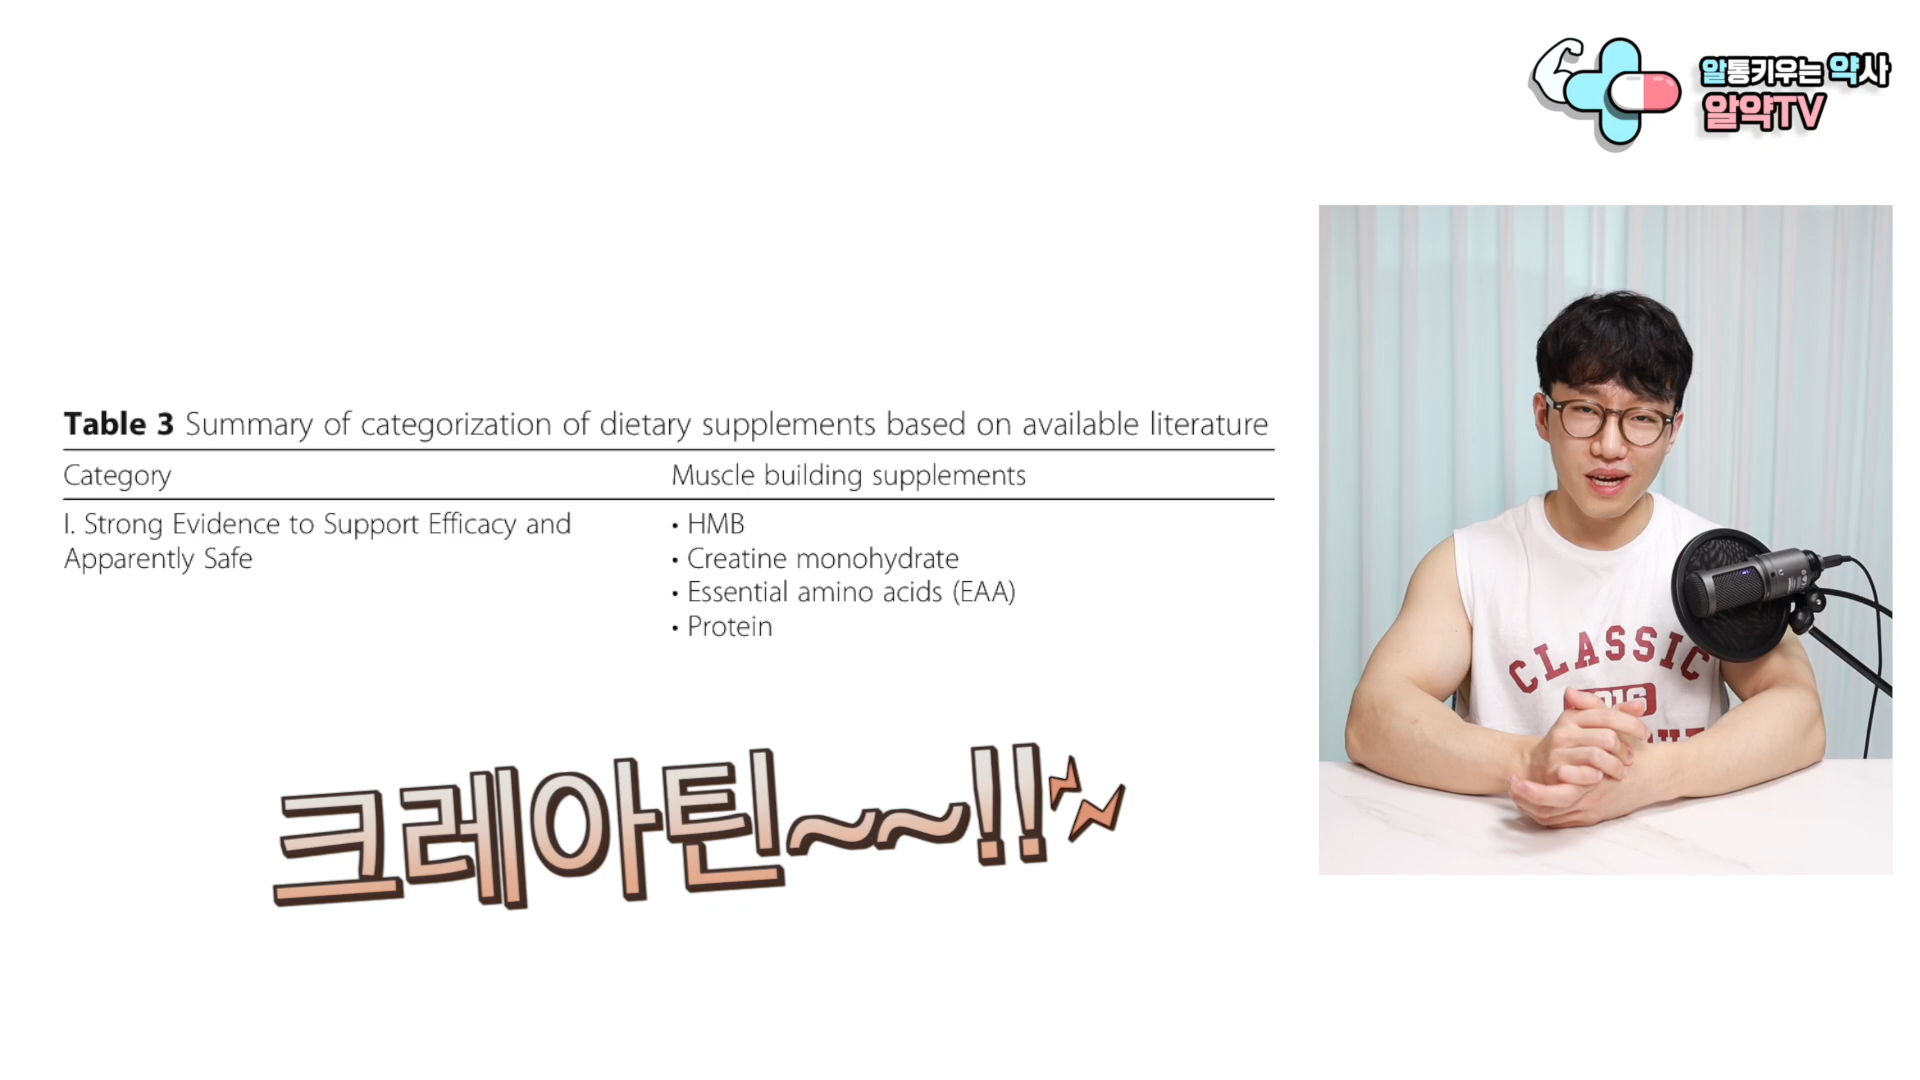 알통키우는 약사
알약TV
Table 3 Summary of categorization of dietary supplements based on available literature
Category Muscle building supplements
I. Strong Evidence to Support Efficacy and
Apparently Safe
• HMB
• Creatine monohydrate
• Essential amino acids (EAA)
• Protein
CLASSIC
크레아틴~~!!